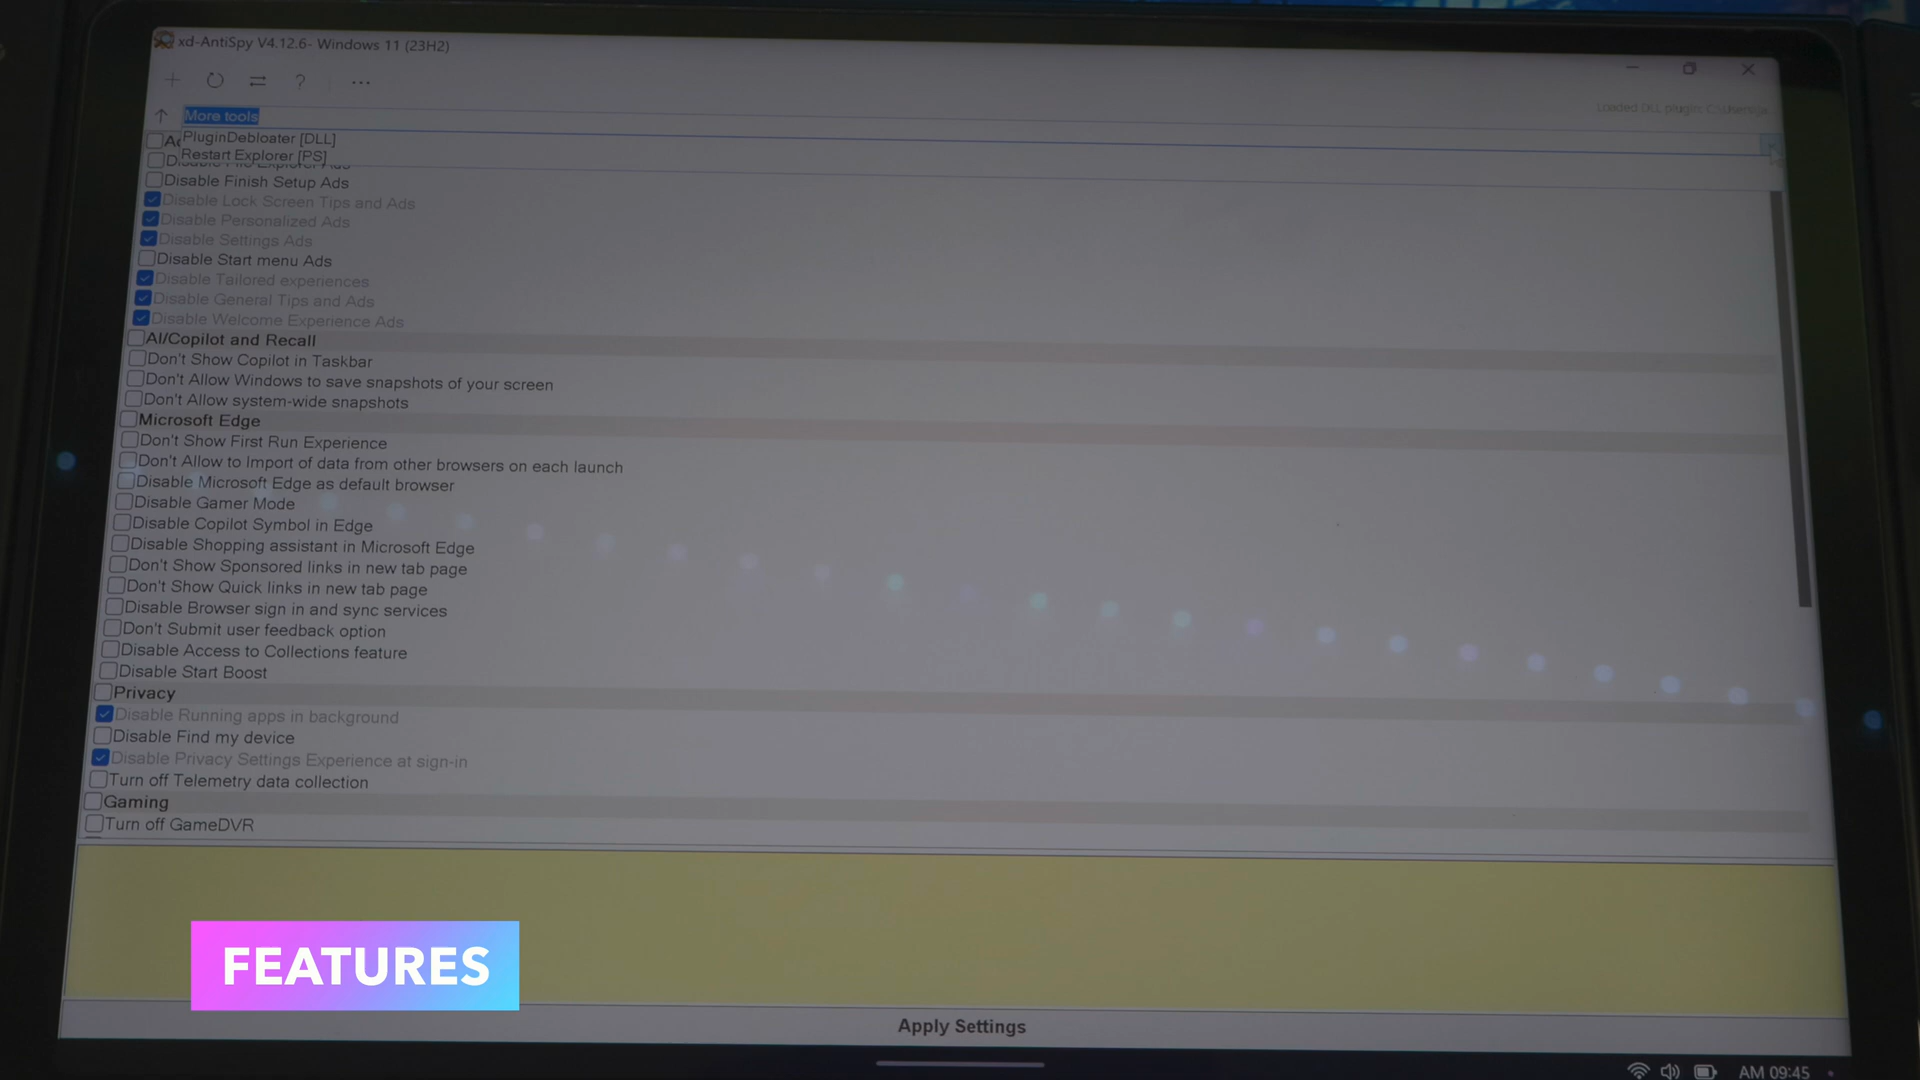 xd-AntiSpy V4.12.6- Windows 11 (23H2)
?
...
More tools
Loaded DLL plugin: C:\Users\
PluginDebloater [DLL]
Restart Explorer [PS]
Disable Finish Setup Ads
Disable Lock Screen Tips and Ads
Disable Personalized Ads
Disable Settings Ads
Disable Start menu Ads
Disable Tailored experiences
Disable General Tips and Ads
Disable Welcome Experience Ads
AI/Copilot and Recall
Don't Show Copilot in Taskbar
Don't Allow Windows to save snapshots of your screen
Don't Allow system-wide snapshots
Microsoft Edge
Don't Show First Run Experience
Don't Allow to Import of data from other browsers on each launch
Disable Microsoft Edge as default browser
Disable Gamer Mode
Disable Copilot Symbol in Edge
Disable Shopping assistant in Microsoft Edge
Don't Show Sponsored links in new tab page
Don't Show Quick links in new tab page
Disable Browser sign in and sync services
Don't Submit user feedback option
Disable Access to Collections feature
Disable Start Boost
Privacy
Disable Running apps in background
Disable Find my device
Disable Privacy Settings Experience at sign-in
Turn off Telemetry data collection
Gaming
Turn off GameDVR
FEATURES
Apply Settings
AM 09:45